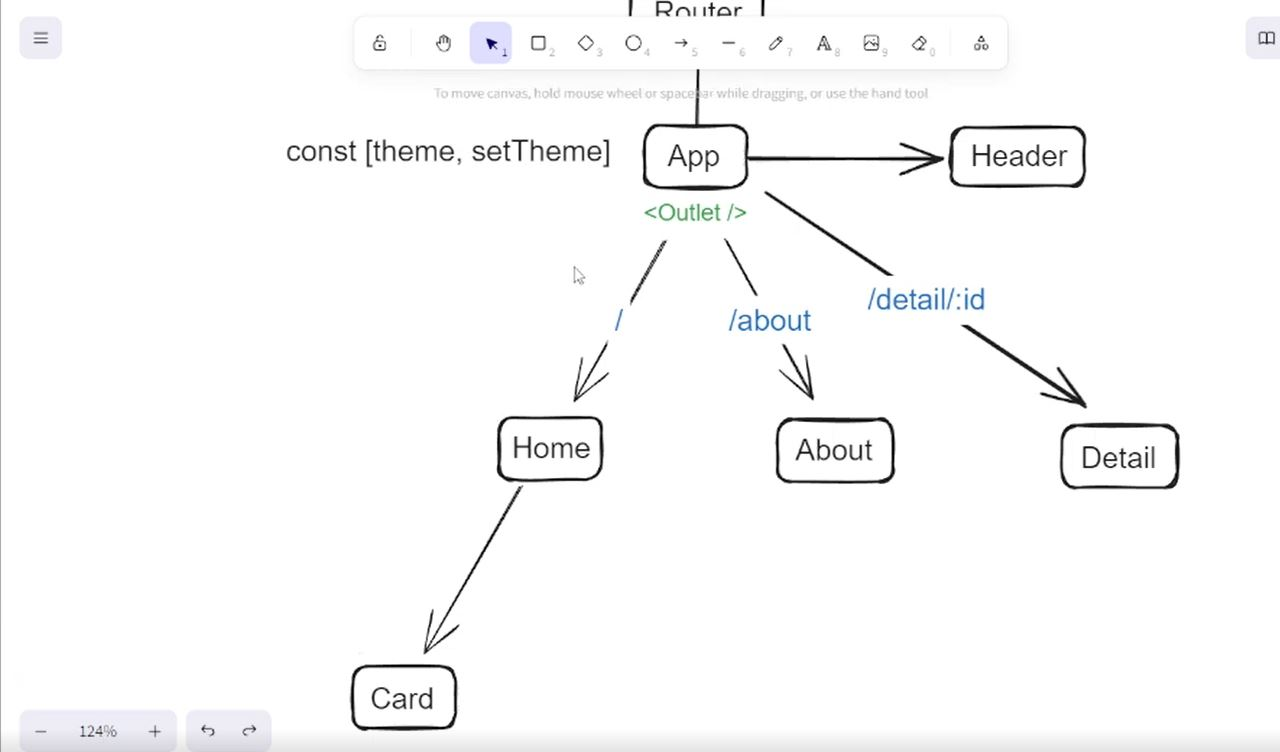 Router
1
2
3
4
5
6
7
8
9
0
To move canvas, hold mouse wheel or spacebar while dragging, or use the hand tool
const [theme, setTheme]
App
Header
<Outlet />
/detail/:id
/
/about
Home
About
Detail
Card
124%